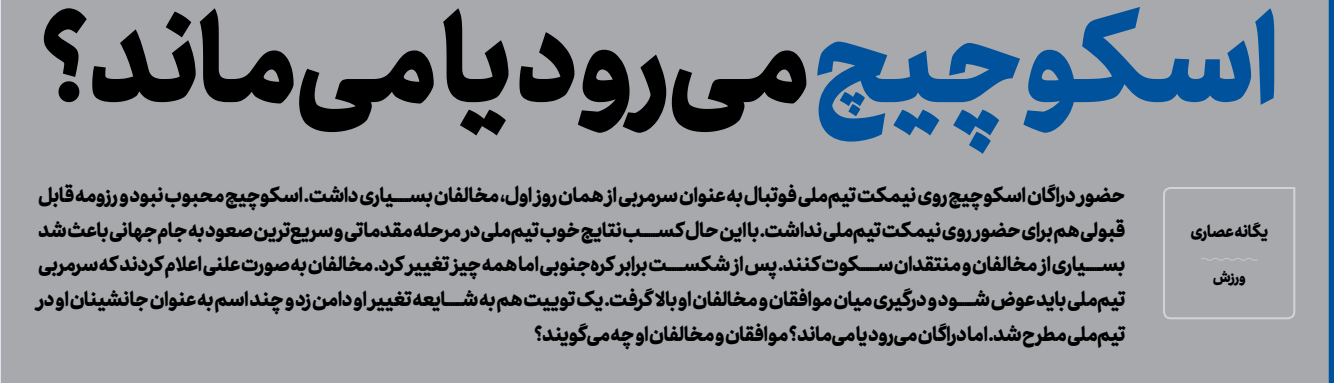 اسکوچیچ می‌رود یا می‌ماند؟
یگانه عصاری
ورزش
حضور دراگان اسکوچیچ روی نیمکت تیم‌ملی فوتبال به‌عنوان سرمربی از همان روز اول، مخالفان بسیاری داشت. اسکوچیچ محبوب نبود و رزومه قابل
قبولی هم برای حضور روی نیمکت تیم‌ملی نداشت. با این حال کسب نتایج خوب تیم‌ملی در مرحله مقدماتی و سریع‌ترین صعود به جام جهانی باعث شد
بسیاری از مخالفان و منتقدان سکوت کنند. پس از شکست برابر کره‌جنوبی اما همه چیز تغییر کرد. مخالفان به‌صورت علنی اعلام کردند که سرمربی
تیم‌ملی باید عوض شود و درگیری میان موافقان و مخالفان او بالا گرفت. یک توییت هم به شایعه تغییر او دامن زد و چند اسم به‌عنوان جانشینان او در
تیم‌ملی مطرح شد. اما دراگان می‌رود یا می‌ماند؟ موافقان و مخالفان او چه می‌گویند؟